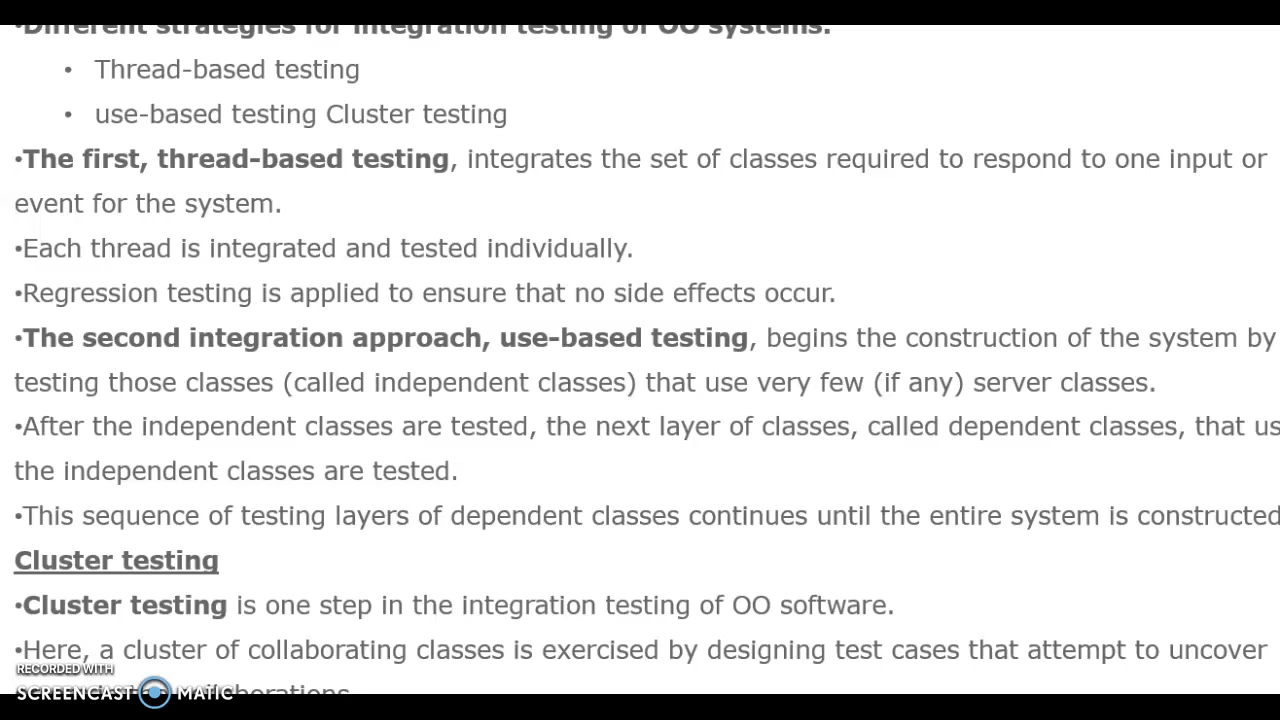 •Different strategies for integration testing of OO systems.
• Thread-based testing
• use-based testing Cluster testing
•The first, thread-based testing, integrates the set of classes required to respond to one input or
event for the system.
•Each thread is integrated and tested individually.
•Regression testing is applied to ensure that no side effects occur.
•The second integration approach, use-based testing, begins the construction of the system by
testing those classes (called independent classes) that use very few (if any) server classes.
•After the independent classes are tested, the next layer of classes, called dependent classes, that us
the independent classes are tested.
•This sequence of testing layers of dependent classes continues until the entire system is constructed
Cluster testing
•Cluster testing is one step in the integration testing of OO software.
•Here, a cluster of collaborating classes is exercised by designing test cases that attempt to uncover
RECORDED WITH
SCREENCAST MATIC